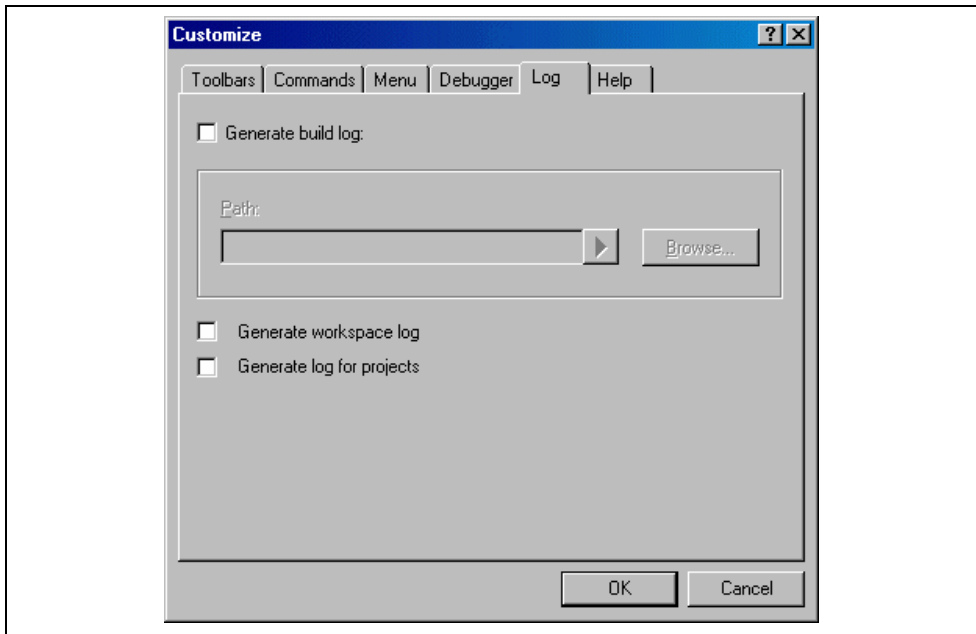 Customize
Toolbars Commands Menu Debugger Log Help
Generate build log:
Path:
Browse...
Generate workspace log
Generate log for projects
OK Cancel